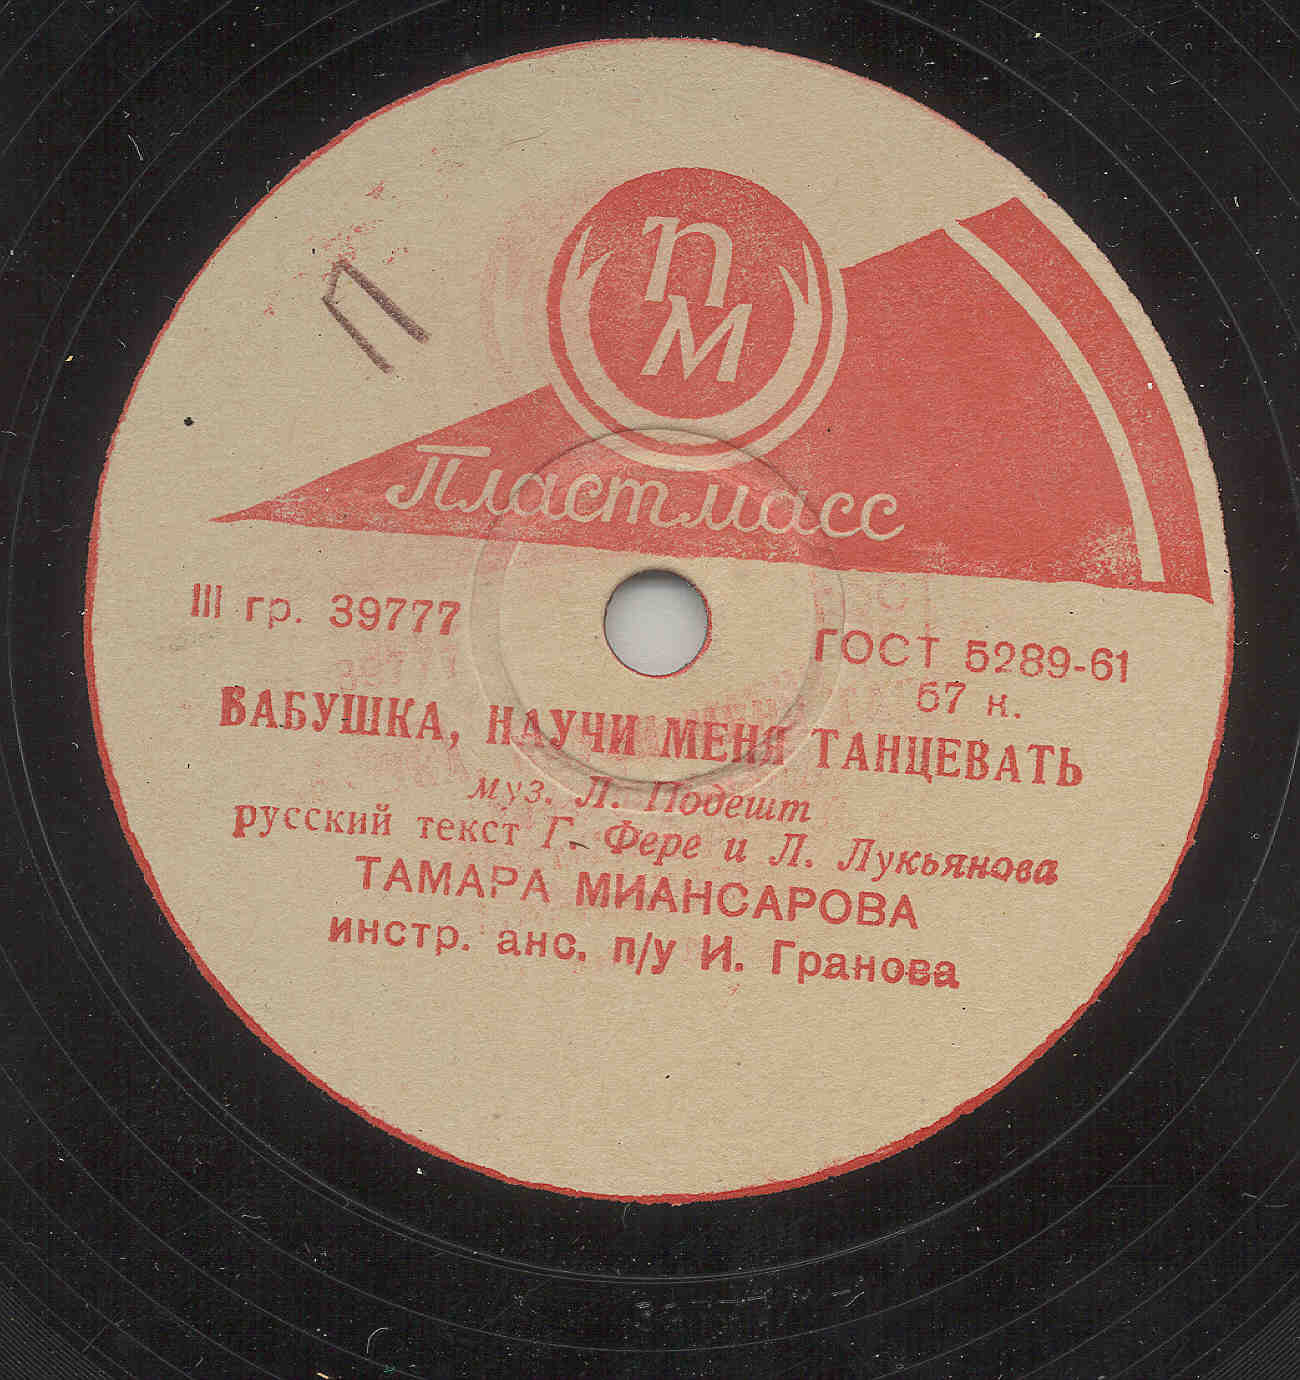 П
ПМ
Пластмасс
III гр. 39777
ГОСТ 5289-61
57 к.
БАБУШКА, НАУЧИ МЕНЯ ТАНЦЕВАТЬ
муз. Л. Подешт
русский текст Г. Фере и Л. Лукьянова
ТАМАРА МИАНСАРОВА
инстр. анс. п/у И. Гранова